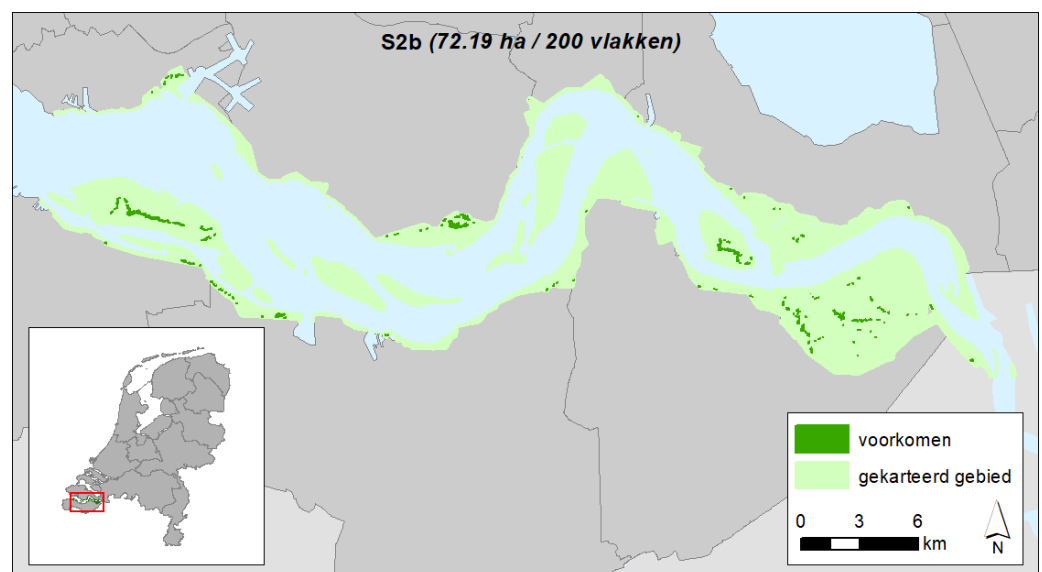 S2b (72.19 ha / 200 vlakken)
voorkomen
gekarteerd gebied
0 3 6
km
N